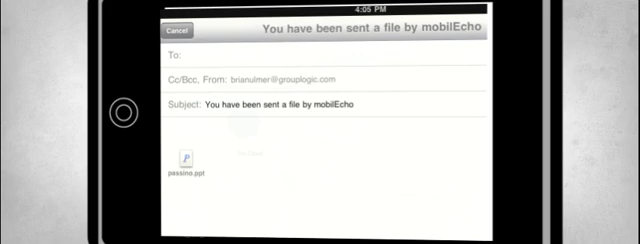 4:05 PM
Cancel You have been sent a file by mobilEcho
To:
Cc/Bcc, From: brianulmer@grouplogic.com
Subject: You have been sent a file by mobilEcho
P
passino.ppt